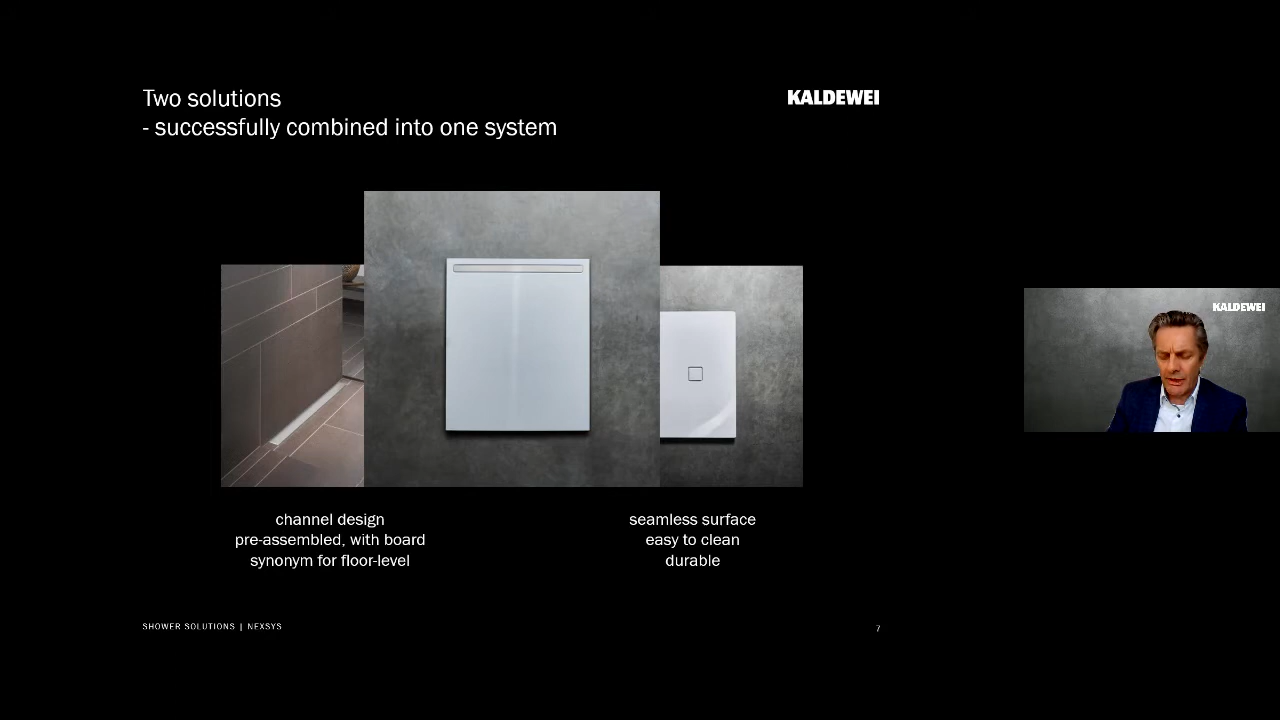 Two solutions
- successfully combined into one system
KALDEWEI
KALDEWEI
channel design
pre-assembled, with board
synonym for floor-level
seamless surface
easy to clean
durable
SHOWER SOLUTIONS | NEXSYS
7